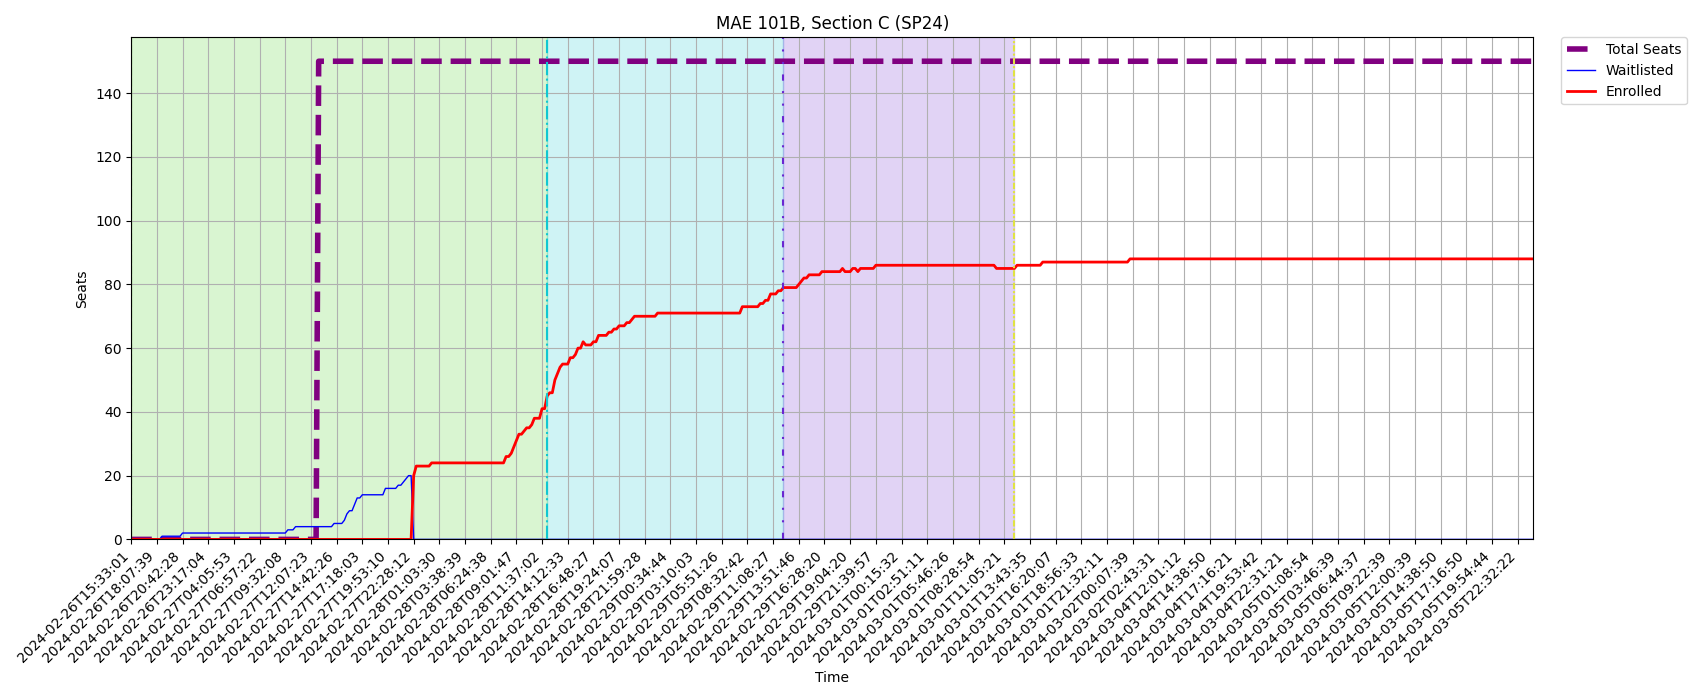 MAE 101B, Section C (SP24)
Total Seats
Waitlisted
Enrolled
Seats
140
120
100
80
60
40
20
0
2024-02-26T15:33:01
2024-02-26T18:07:39
2024-02-26T20:42:28
2024-02-26T23:17:04
2024-02-27T04:05:53
2024-02-27T06:57:22
2024-02-27T09:32:08
2024-02-27T12:07:23
2024-02-27T14:42:26
2024-02-27T17:18:03
2024-02-27T19:53:10
2024-02-27T22:28:12
2024-02-28T01:03:30
2024-02-28T03:38:39
2024-02-28T06:24:38
2024-02-28T09:01:47
2024-02-28T11:37:02
2024-02-28T14:12:33
2024-02-28T16:48:27
2024-02-28T19:24:07
2024-02-28T21:59:28
2024-02-29T00:34:44
2024-02-29T03:10:03
2024-02-29T05:51:26
2024-02-29T08:32:42
2024-02-29T11:08:27
2024-02-29T13:51:46
2024-02-29T16:28:20
2024-02-29T19:04:20
2024-02-29T21:39:57
2024-03-01T00:15:32
2024-03-01T02:51:11
2024-03-01T05:46:26
2024-03-01T08:28:54
2024-03-01T11:05:21
2024-03-01T13:43:35
2024-03-01T16:20:07
2024-03-01T18:56:33
2024-03-01T21:32:11
2024-03-02T00:07:39
2024-03-02T02:43:31
2024-03-04T12:01:12
2024-03-04T14:38:50
2024-03-04T17:16:21
2024-03-04T19:53:42
2024-03-04T22:31:21
2024-03-05T01:08:54
2024-03-05T03:46:39
2024-03-05T06:44:37
2024-03-05T09:22:39
2024-03-05T12:00:39
2024-03-05T14:38:50
2024-03-05T17:16:50
2024-03-05T19:54:44
2024-03-05T22:32:22
Time